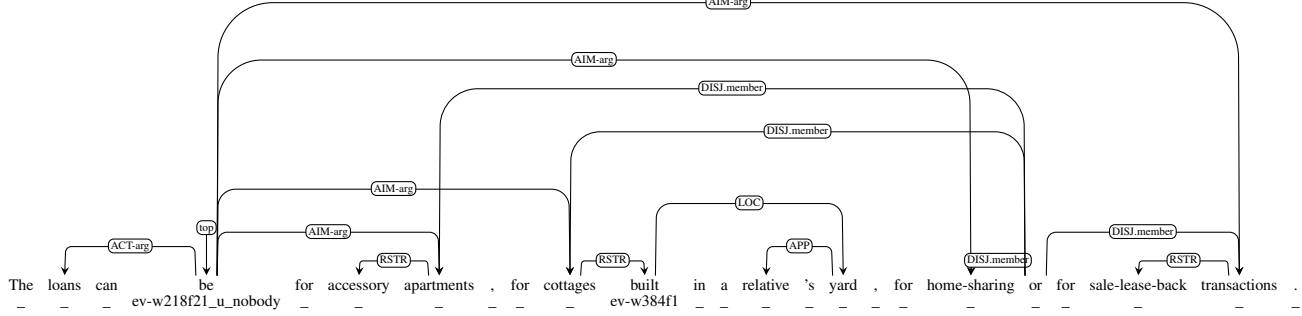 AIM-arg
AIM-arg
DISJ.member
DISJ.member
AIM-arg
LOC
top
ACT-arg AIM-arg DISJ.member
RSTR RSTR APP DISJ.member RSTR
The loans can be for accessory apartments , for cottages built in a relative 's yard , for home-sharing or for sale-lease-back transactions .
_ _ _ ev-w218f21_u_nobody _ _ _ _ _ _ ev-w384f1 _ _ _ _ _ _ _ _ _ _ _ _ _